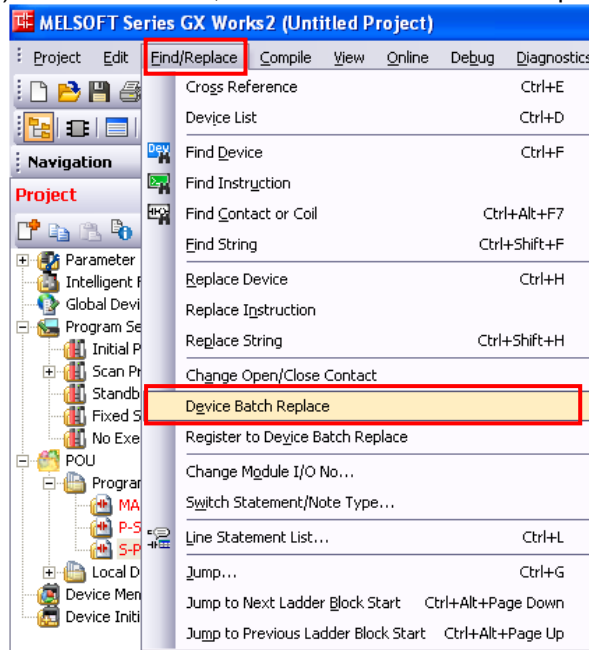 MELSOFT Series GX Works2 (Untitled Project)
Project Edit Find/Replace Compile View Online Debug Diagnostics
Cross Reference Ctrl+E
Device List Ctrl+D
Navigation
Find Device Ctrl+F
Project
Find Instruction
Find Contact or Coil Ctrl+Alt+F7
Find String Ctrl+Shift+F
Parameter
Replace Device Ctrl+H
Intelligent F
Global Devi
Replace Instruction
Program Se
Replace String Ctrl+Shift+H
Initial P
Scan Pr
Change Open/Close Contact
Standb
Device Batch Replace
Fixed S
No Exe
Register to Device Batch Replace
POU
Change Module I/O No...
Program
MA
Switch Statement/Note Type...
P-S
Line Statement List... Ctrl+L
S-P
Local D
Jump... Ctrl+G
Device Mem
Jump to Next Ladder Block Start Ctrl+Alt+Page Down
Device Initi
Jump to Previous Ladder Block Start Ctrl+Alt+Page Up